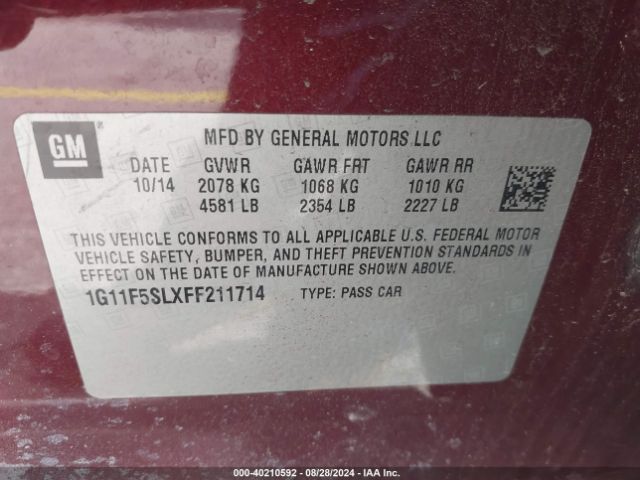 GM
MFD BY GENERAL MOTORS LLC
DATE GVWR GAWR FRT GAWR RR
10/14 2078 KG 1068 KG 1010 KG
4581 LB 2354 LB 2227 LB
THIS VEHICLE CONFORMS TO ALL APPLICABLE U.S. FEDERAL MOTOR
VEHICLE SAFETY, BUMPER, AND THEFT PREVENTION STANDARDS IN
EFFECT ON THE DATE OF MANUFACTURE SHOWN ABOVE.
1G11F5SLXFF211714 TYPE: PASS CAR
000-40210592 / 08/28/2024 - IAA Inc.